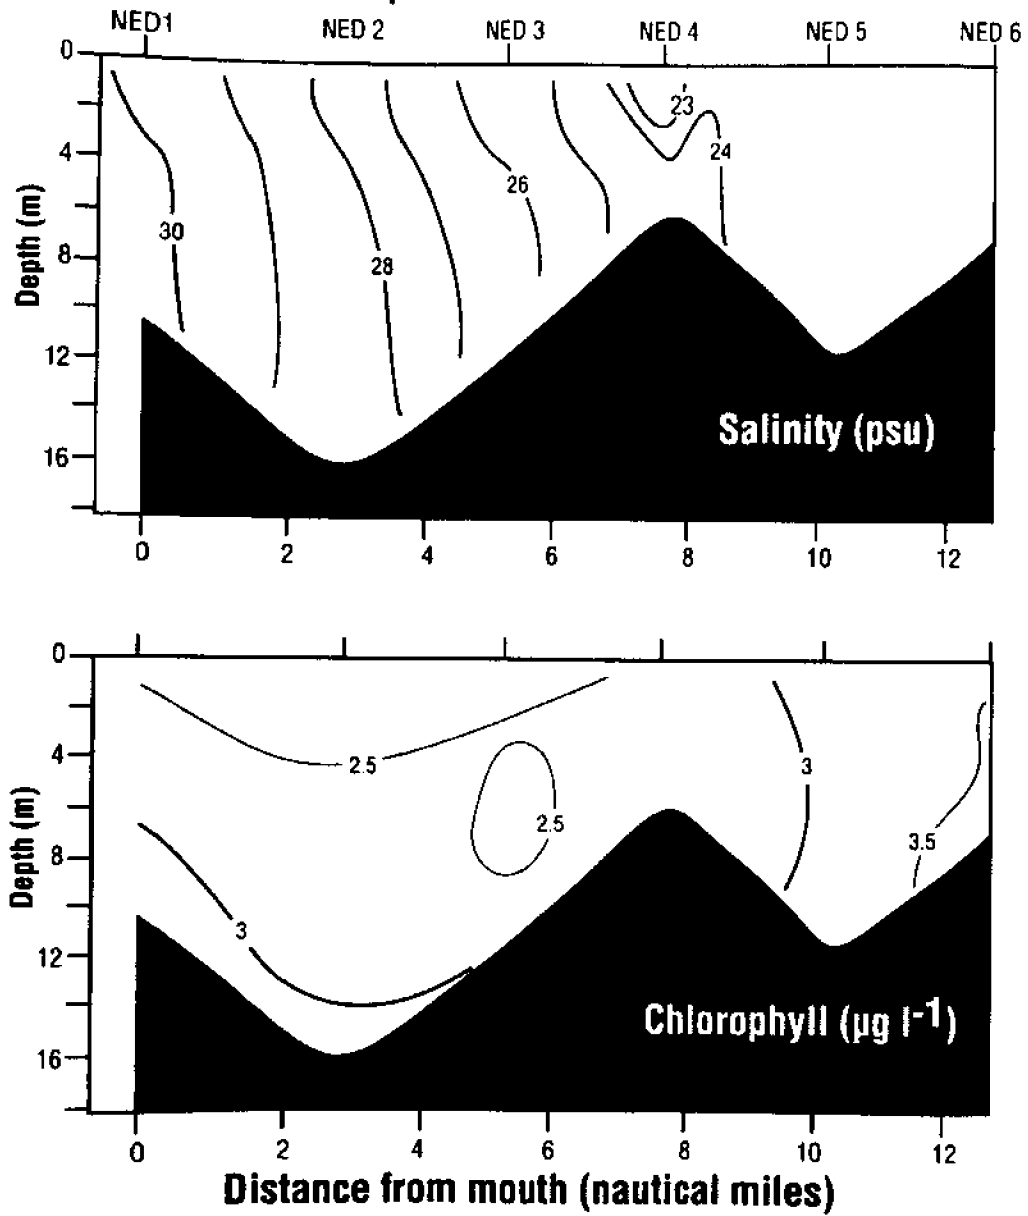 NED 1 NED 2 NED 3 NED 4 NED 5 NED 6
0
4
8
12
16
Depth (m)
30
28
26
23
24
Salinity (psu)
0 2 4 6 8 10 12
0
4
8
12
16
Depth (m)
2.5
2.5
3
3
3.5
Chlorophyll (µg l-1)
0 2 4 6 8 10 12
Distance from mouth (nautical miles)